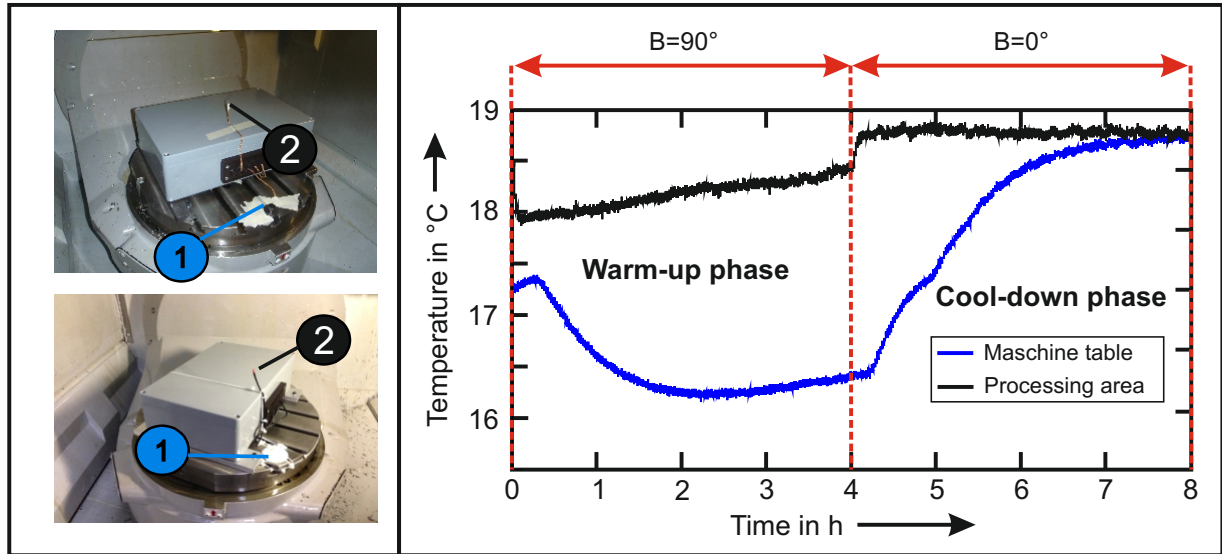 2
1
2
1
B=90°
B=0°
Temperature in °C
19
18
17
16
Warm-up phase
Cool-down phase
Maschine table
Processing area
0 1 2 3 4 5 6 7 8
Time in h